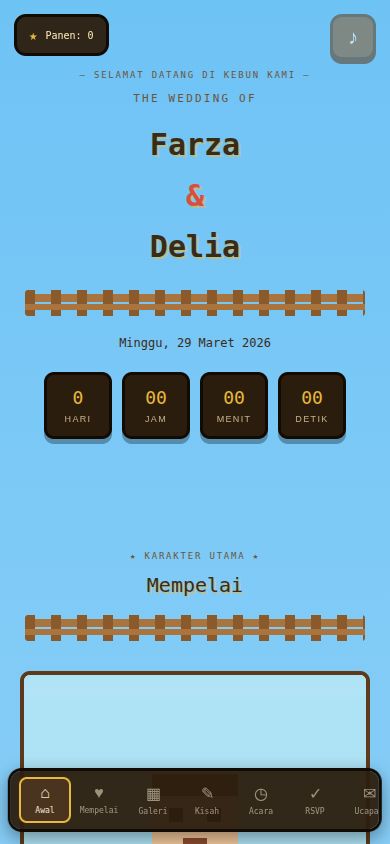 ★ Panen: 0
♪
— SELAMAT DATANG DI KEBUN KAMI —
THE WEDDING OF
Farza
&
Delia
Minggu, 29 Maret 2026
0 00 00 00
HARI JAM MENIT DETIK
★ KARAKTER UTAMA ★
Mempelai
Awal Mempelai Galeri Kisah Acara RSVP Ucapa